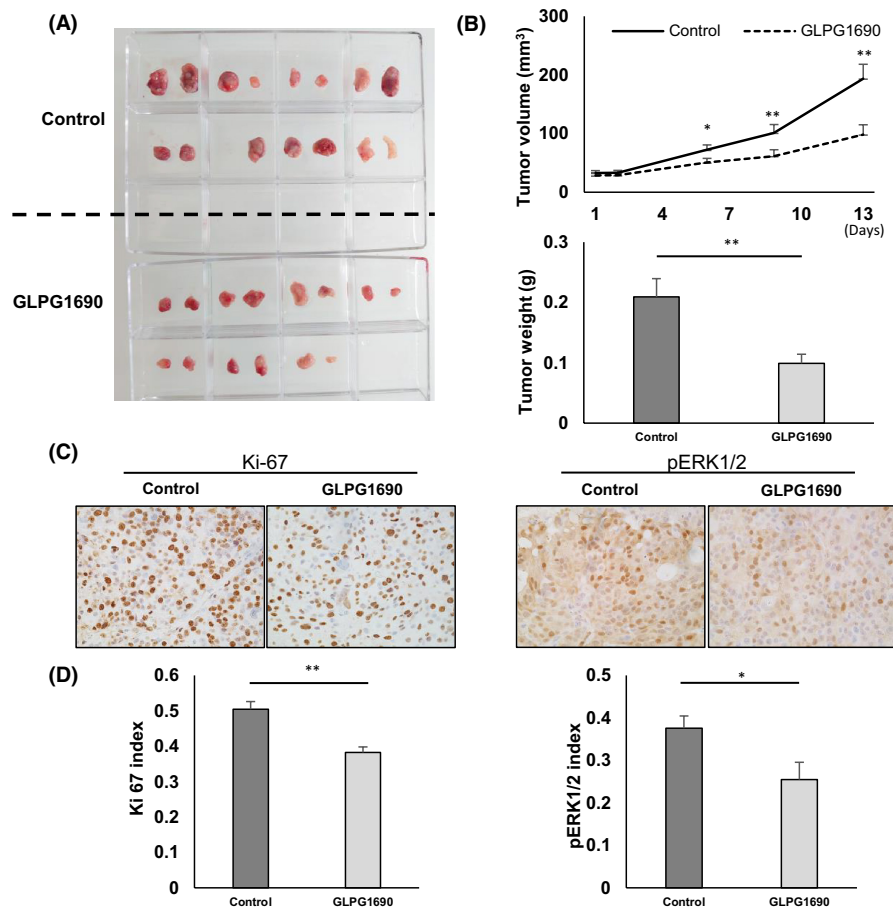 (A)
Control
GLPG1690
(B)
Tumor volume (mm³)
300
200
100
0
Control
GLPG1690
*
**
**
1
4
7
10
13
(Days)
Tumor weight (g)
0.3
0.2
0.1
0
**
Control
GLPG1690
(C)
Ki-67
Control
GLPG1690
pERK1/2
Control
GLPG1690
(D)
Ki 67 index
0.6
0.5
0.4
0.3
0.2
0.1
0
**
Control
GLPG1690
pERK1/2 index
0.5
0.4
0.3
0.2
0.1
0
*
Control
GLPG1690